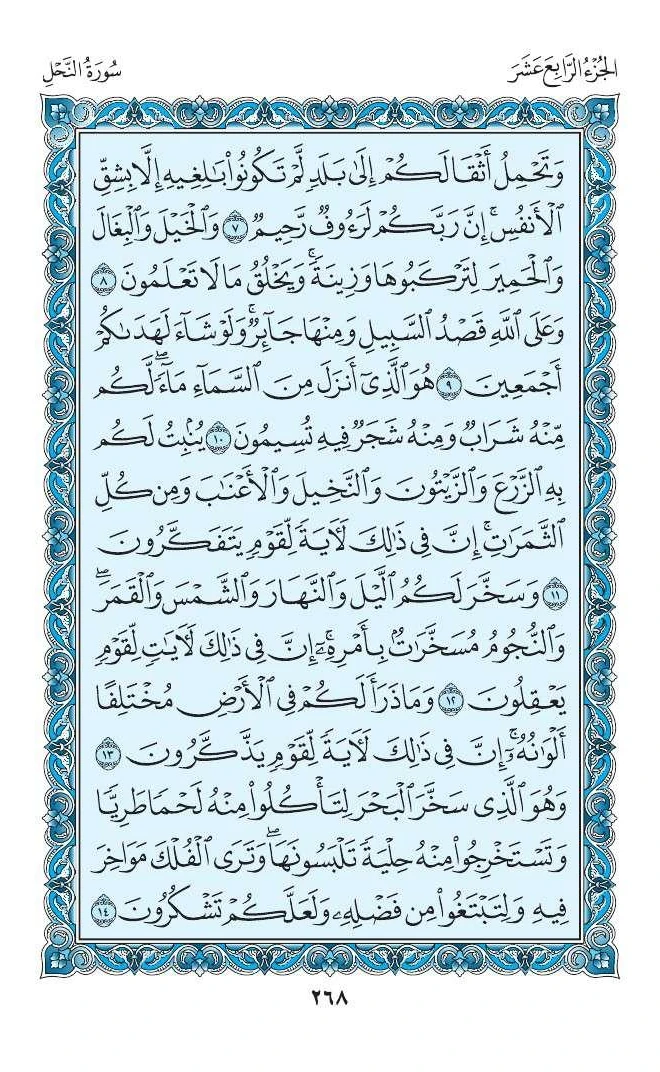 الجُزْءُ الرَّابِعَ عَشَرَ
سُورَةُ النَّحْلِ
وَتَحْمِلُ أَثْقَالَكُمْ إِلَىٰ بَلَدٍ لَّمْ تَكُونُوا۟ بَٰلِغِيهِ إِلَّا بِشِقِّ
ٱلْأَنفُسِ ۚ إِنَّ رَبَّكُمْ لَرَءُوفٌ رَّحِيمٌ ٧ وَٱلْخَيْلَ وَٱلْبِغَالَ
وَٱلْحَمِيرَ لِتَرْكَبُوهَا وَزِينَةً ۚ وَيَخْلُقُ مَا لَا تَعْلَمُونَ ٨
وَعَلَى ٱللَّهِ قَصْدُ ٱلسَّبِيلِ وَمِنْهَا جَآئِرٌ ۚ وَلَوْ شَآءَ لَهَدَىٰكُمْ
أَجْمَعِينَ ٩ هُوَ ٱلَّذِىٓ أَنزَلَ مِنَ ٱلسَّمَآءِ مَآءً ۖ لَّكُم
مِّنْهُ شَرَابٌ وَمِنْهُ شَجَرٌ فِيهِ تُسِيمُونَ ١٠ يُنۢبِتُ لَكُم
بِهِ ٱلزَّرْعَ وَٱلزَّيْتُونَ وَٱلنَّخِيلَ وَٱلْأَعْنَٰبَ وَمِن كُلِّ
ٱلثَّمَرَٰتِ ۗ إِنَّ فِى ذَٰلِكَ لَءَايَةً لِّقَوْمٍ يَتَفَكَّرُونَ
١١ وَسَخَّرَ لَكُمُ ٱلَّيْلَ وَٱلنَّهَارَ وَٱلشَّمْسَ وَٱلْقَمَرَ ۖ
وَٱلنُّجُومُ مُسَخَّرَٰتٌۢ بِأَمْرِهِۦٓ ۗ إِنَّ فِى ذَٰلِكَ لَءَايَٰتٍ لِّقَوْمٍ
يَعْقِلُونَ ١٢ وَمَا ذَرَأَ لَكُمْ فِى ٱلْأَرْضِ مُخْتَلِفًا
أَلْوَٰنُهُۥٓ ۗ إِنَّ فِى ذَٰلِكَ لَءَايَةً لِّقَوْمٍ يَذَّكَّرُونَ ١٣
وَهُوَ ٱلَّذِى سَخَّرَ ٱلْبَحْرَ لِتَأْكُلُوا۟ مِنْهُ لَحْمًا طَرِيًّا
وَتَسْتَخْرِجُوا۟ مِنْهُ حِلْيَةً تَلْبَسُونَهَا ۖ وَتَرَى ٱلْفُلْكَ مَوَاخِرَ
فِيهِ وَلِتَبْتَغُوا۟ مِن فَضْلِهِۦ وَلَعَلَّكُمْ تَشْكُرُونَ ١٤
٢٦٨